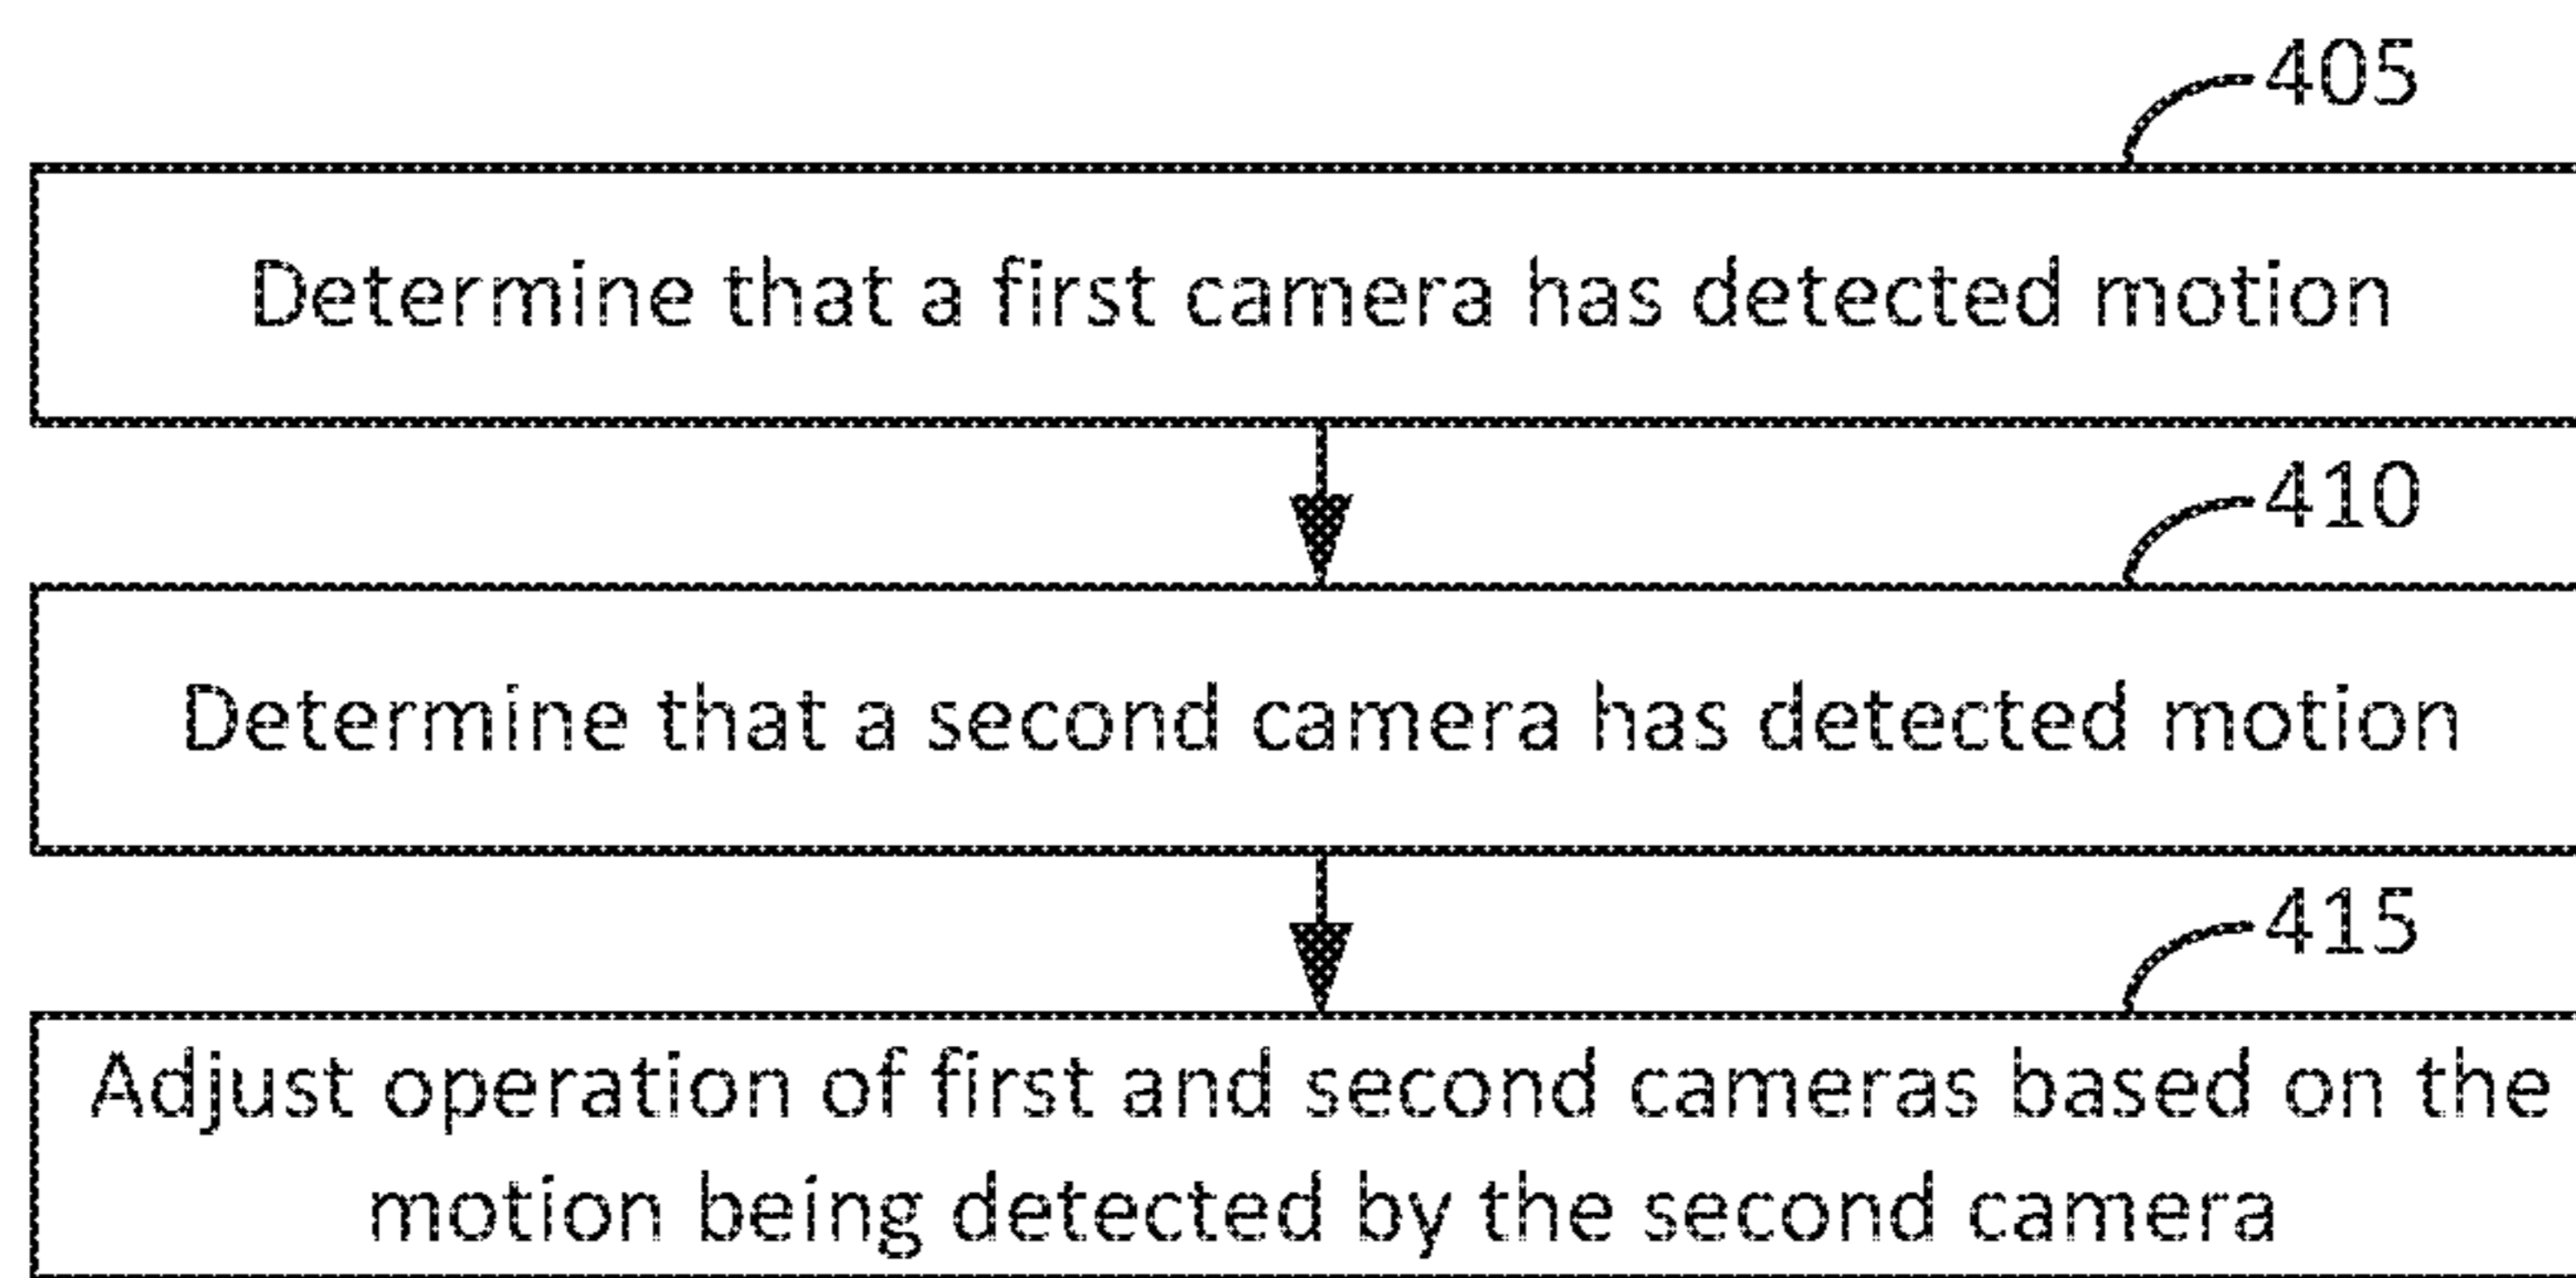 405
Determine that a first camera has detected motion
410
Determine that a second camera has detected motion
415
Adjust operation of first and second cameras based on the
motion being detected by the second camera